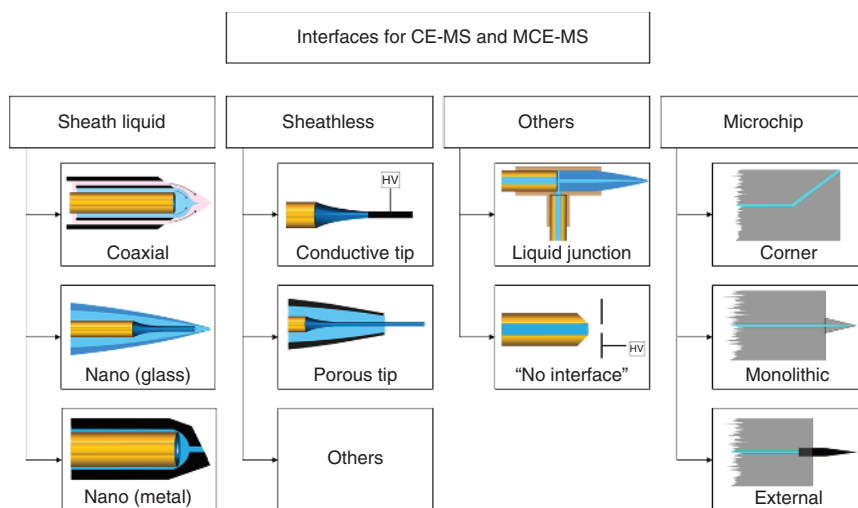 Interfaces for CE-MS and MCE-MS
Sheath liquid
Sheathless
Others
Microchip
HV
Coaxial
Conductive tip
Liquid junction
Corner
HV
Nano (glass)
Porous tip
“No interface”
Monolithic
Nano (metal)
Others
External